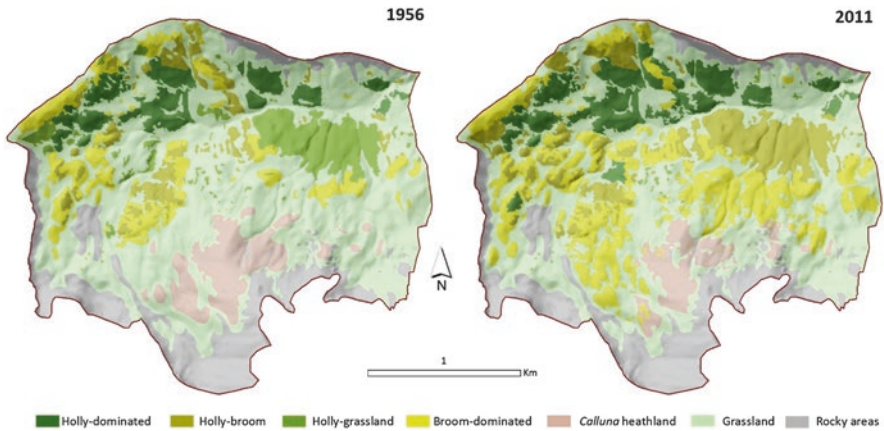 1956
2011
N
1
Km
Holly-dominated Holly-broom Holly-grassland Broom-dominated Calluna heathland Grassland Rocky areas